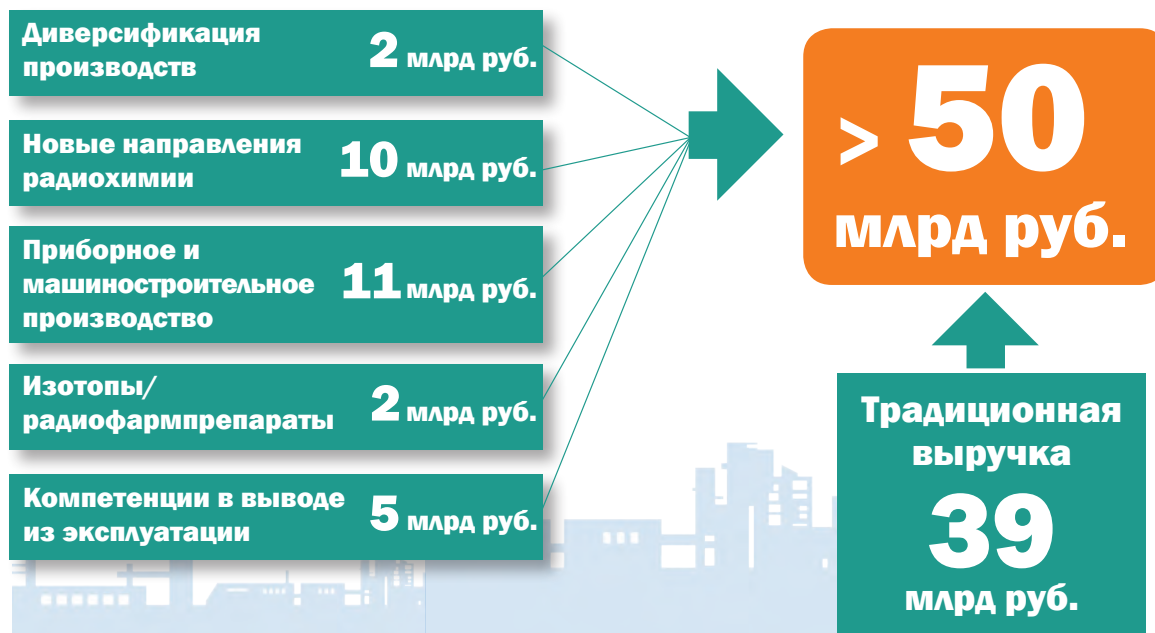 Диверсификация
производств
2 млрд руб.
Новые направления
радиохимии
10 млрд руб.
Приборное и
машиностроительное
производство
11 млрд руб.
Изотопы/
радиофармпрепараты
2 млрд руб.
Компетенции в выводе
из эксплуатации
5 млрд руб.
> 50
млрд руб.
Традиционная
выручка
39
млрд руб.